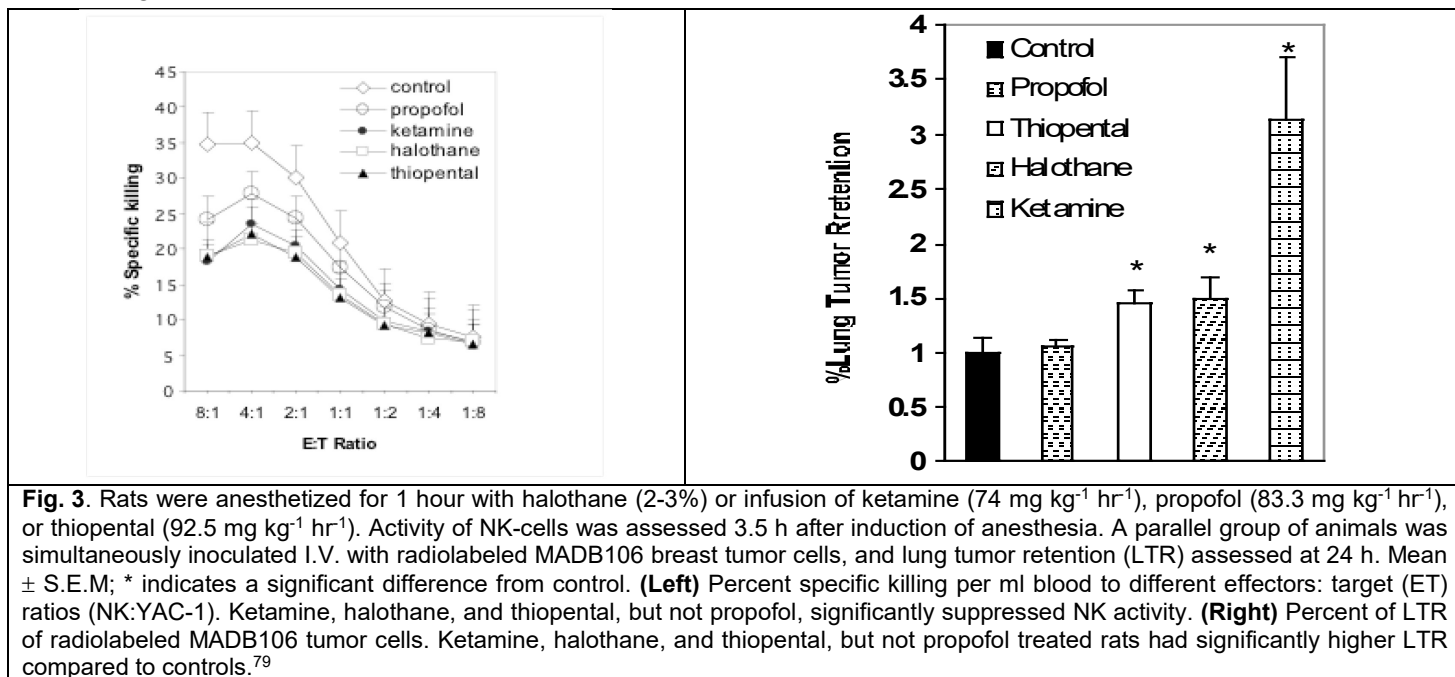 45
40
35
30
25
20
15
10
5
0
% Specific killing
control
propofol
ketamine
halothane
thiopental
8:1 4:1 2:1 1:1 1:2 1:4 1:8
E:T Ratio
4
3.5
3
2.5
2
1.5
1
0.5
0
%Lung Tumor Rretenition
Control
Propofol
Thiopental
Halothane
Ketamine
*
*
*
Fig. 3. Rats were anesthetized for 1 hour with halothane (2-3%) or infusion of ketamine (74 mg kg-1 hr-1), propofol (83.3 mg kg-1 hr-1),
or thiopental (92.5 mg kg-1 hr-1). Activity of NK-cells was assessed 3.5 h after induction of anesthesia. A parallel group of animals was
simultaneously inoculated I.V. with radiolabeled MADB106 breast tumor cells, and lung tumor retention (LTR) assessed at 24 h. Mean
± S.E.M; * indicates a significant difference from control. (Left) Percent specific killing per ml blood to different effectors: target (ET)
ratios (NK:YAC-1). Ketamine, halothane, and thiopental, but not propofol, significantly suppressed NK activity. (Right) Percent of LTR
of radiolabeled MADB106 tumor cells. Ketamine, halothane, and thiopental, but not propofol treated rats had significantly higher LTR
compared to controls.79